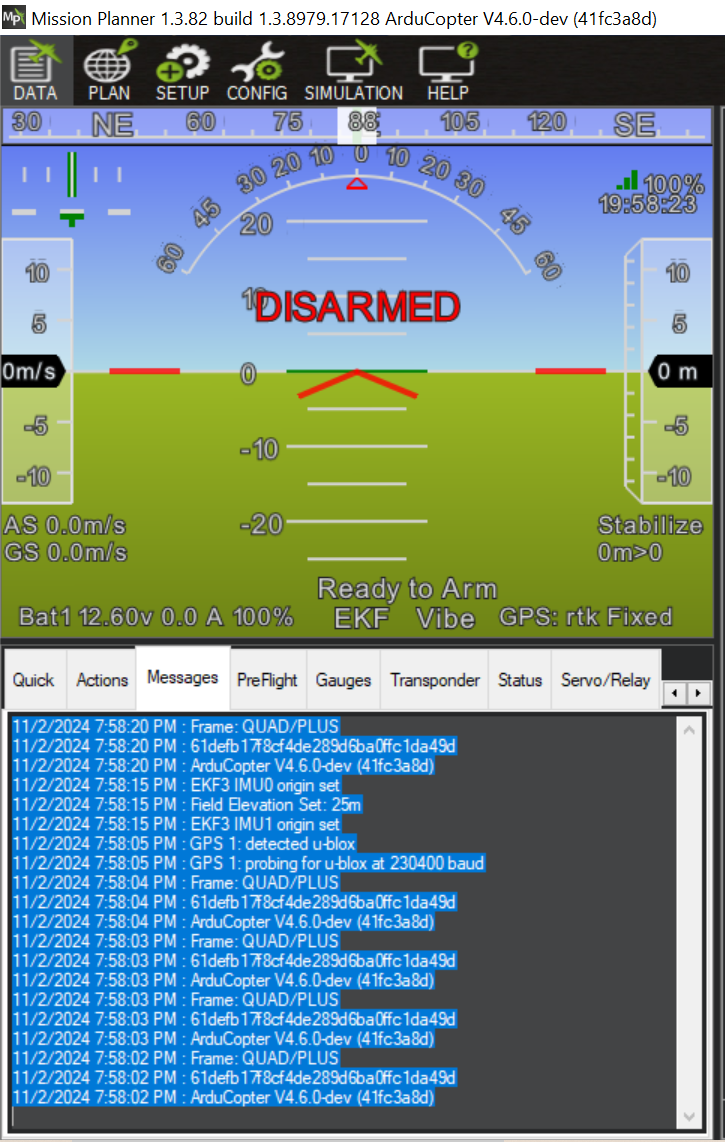 Mission Planner 1.3.82 build 1.3.8979.17128 ArduCopter V4.6.0-dev (41fc3a8d)
DATA PLAN SETUP CONFIG SIMULATION HELP
30 NE 60 75 88 105 120 SE
60 45 30 20 10 0 10 20 30 45 60
100%
19:58:23
20
10 10 10
DISARMED
5 5
0m/s 0 0 m
-5 -5
-10 -10 -10
AS 0.0m/s -20 Stabilize
GS 0.0m/s 0m>0
Ready to Arm
Bat1 12.60v 0.0 A 100% EKF Vibe GPS: rtk Fixed
Quick Actions Messages PreFlight Gauges Transponder Status Servo/Relay
11/2/2024 7:58:20 PM : Frame: QUAD/PLUS
11/2/2024 7:58:20 PM : 61defb17f8cf4de289d6ba0ffc1da49d
11/2/2024 7:58:20 PM : ArduCopter V4.6.0-dev (41fc3a8d)
11/2/2024 7:58:15 PM : EKF3 IMU0 origin set
11/2/2024 7:58:15 PM : Field Elevation Set: 25m
11/2/2024 7:58:15 PM : EKF3 IMU1 origin set
11/2/2024 7:58:05 PM : GPS 1: detected u-blox
11/2/2024 7:58:05 PM : GPS 1: probing for u-blox at 230400 baud
11/2/2024 7:58:04 PM : Frame: QUAD/PLUS
11/2/2024 7:58:04 PM : 61defb17f8cf4de289d6ba0ffc1da49d
11/2/2024 7:58:04 PM : ArduCopter V4.6.0-dev (41fc3a8d)
11/2/2024 7:58:03 PM : Frame: QUAD/PLUS
11/2/2024 7:58:03 PM : 61defb17f8cf4de289d6ba0ffc1da49d
11/2/2024 7:58:03 PM : ArduCopter V4.6.0-dev (41fc3a8d)
11/2/2024 7:58:03 PM : Frame: QUAD/PLUS
11/2/2024 7:58:03 PM : 61defb17f8cf4de289d6ba0ffc1da49d
11/2/2024 7:58:03 PM : ArduCopter V4.6.0-dev (41fc3a8d)
11/2/2024 7:58:02 PM : Frame: QUAD/PLUS
11/2/2024 7:58:02 PM : 61defb17f8cf4de289d6ba0ffc1da49d
11/2/2024 7:58:02 PM : ArduCopter V4.6.0-dev (41fc3a8d)